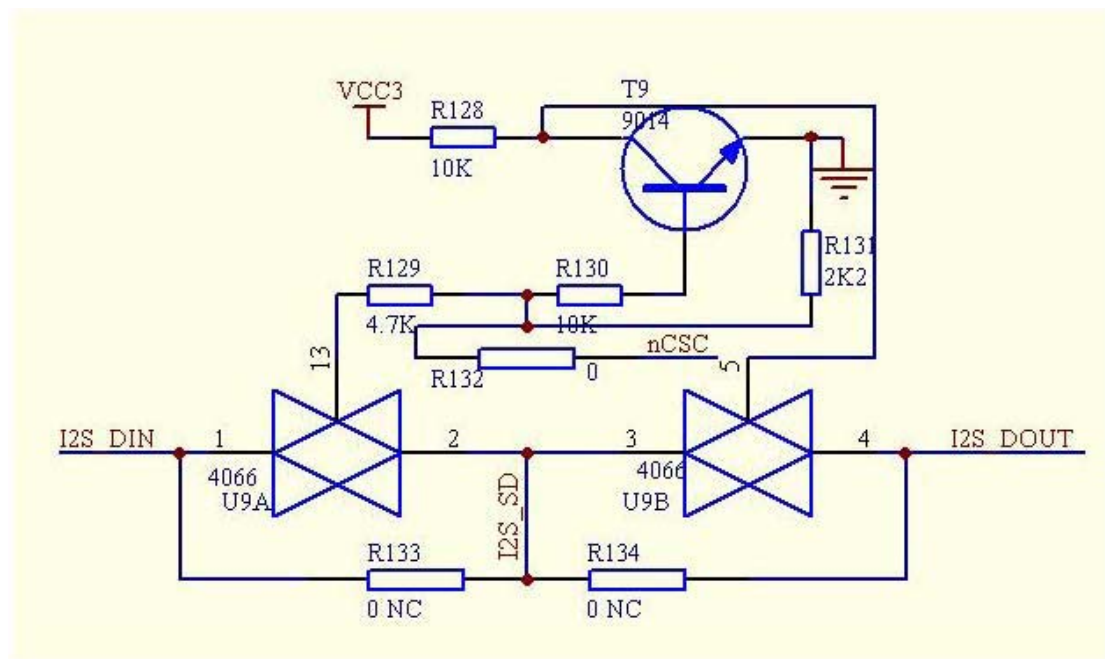 VCC3
R128
10K
T9
9014
R131
2K2
R129
4.7K
R130
10K
nCSC
R132
0
13
5
I2S_DIN
1
2
3
4
I2S_DOUT
4066
U9A
4066
U9B
I2S_SD
R133
0 NC
R134
0 NC